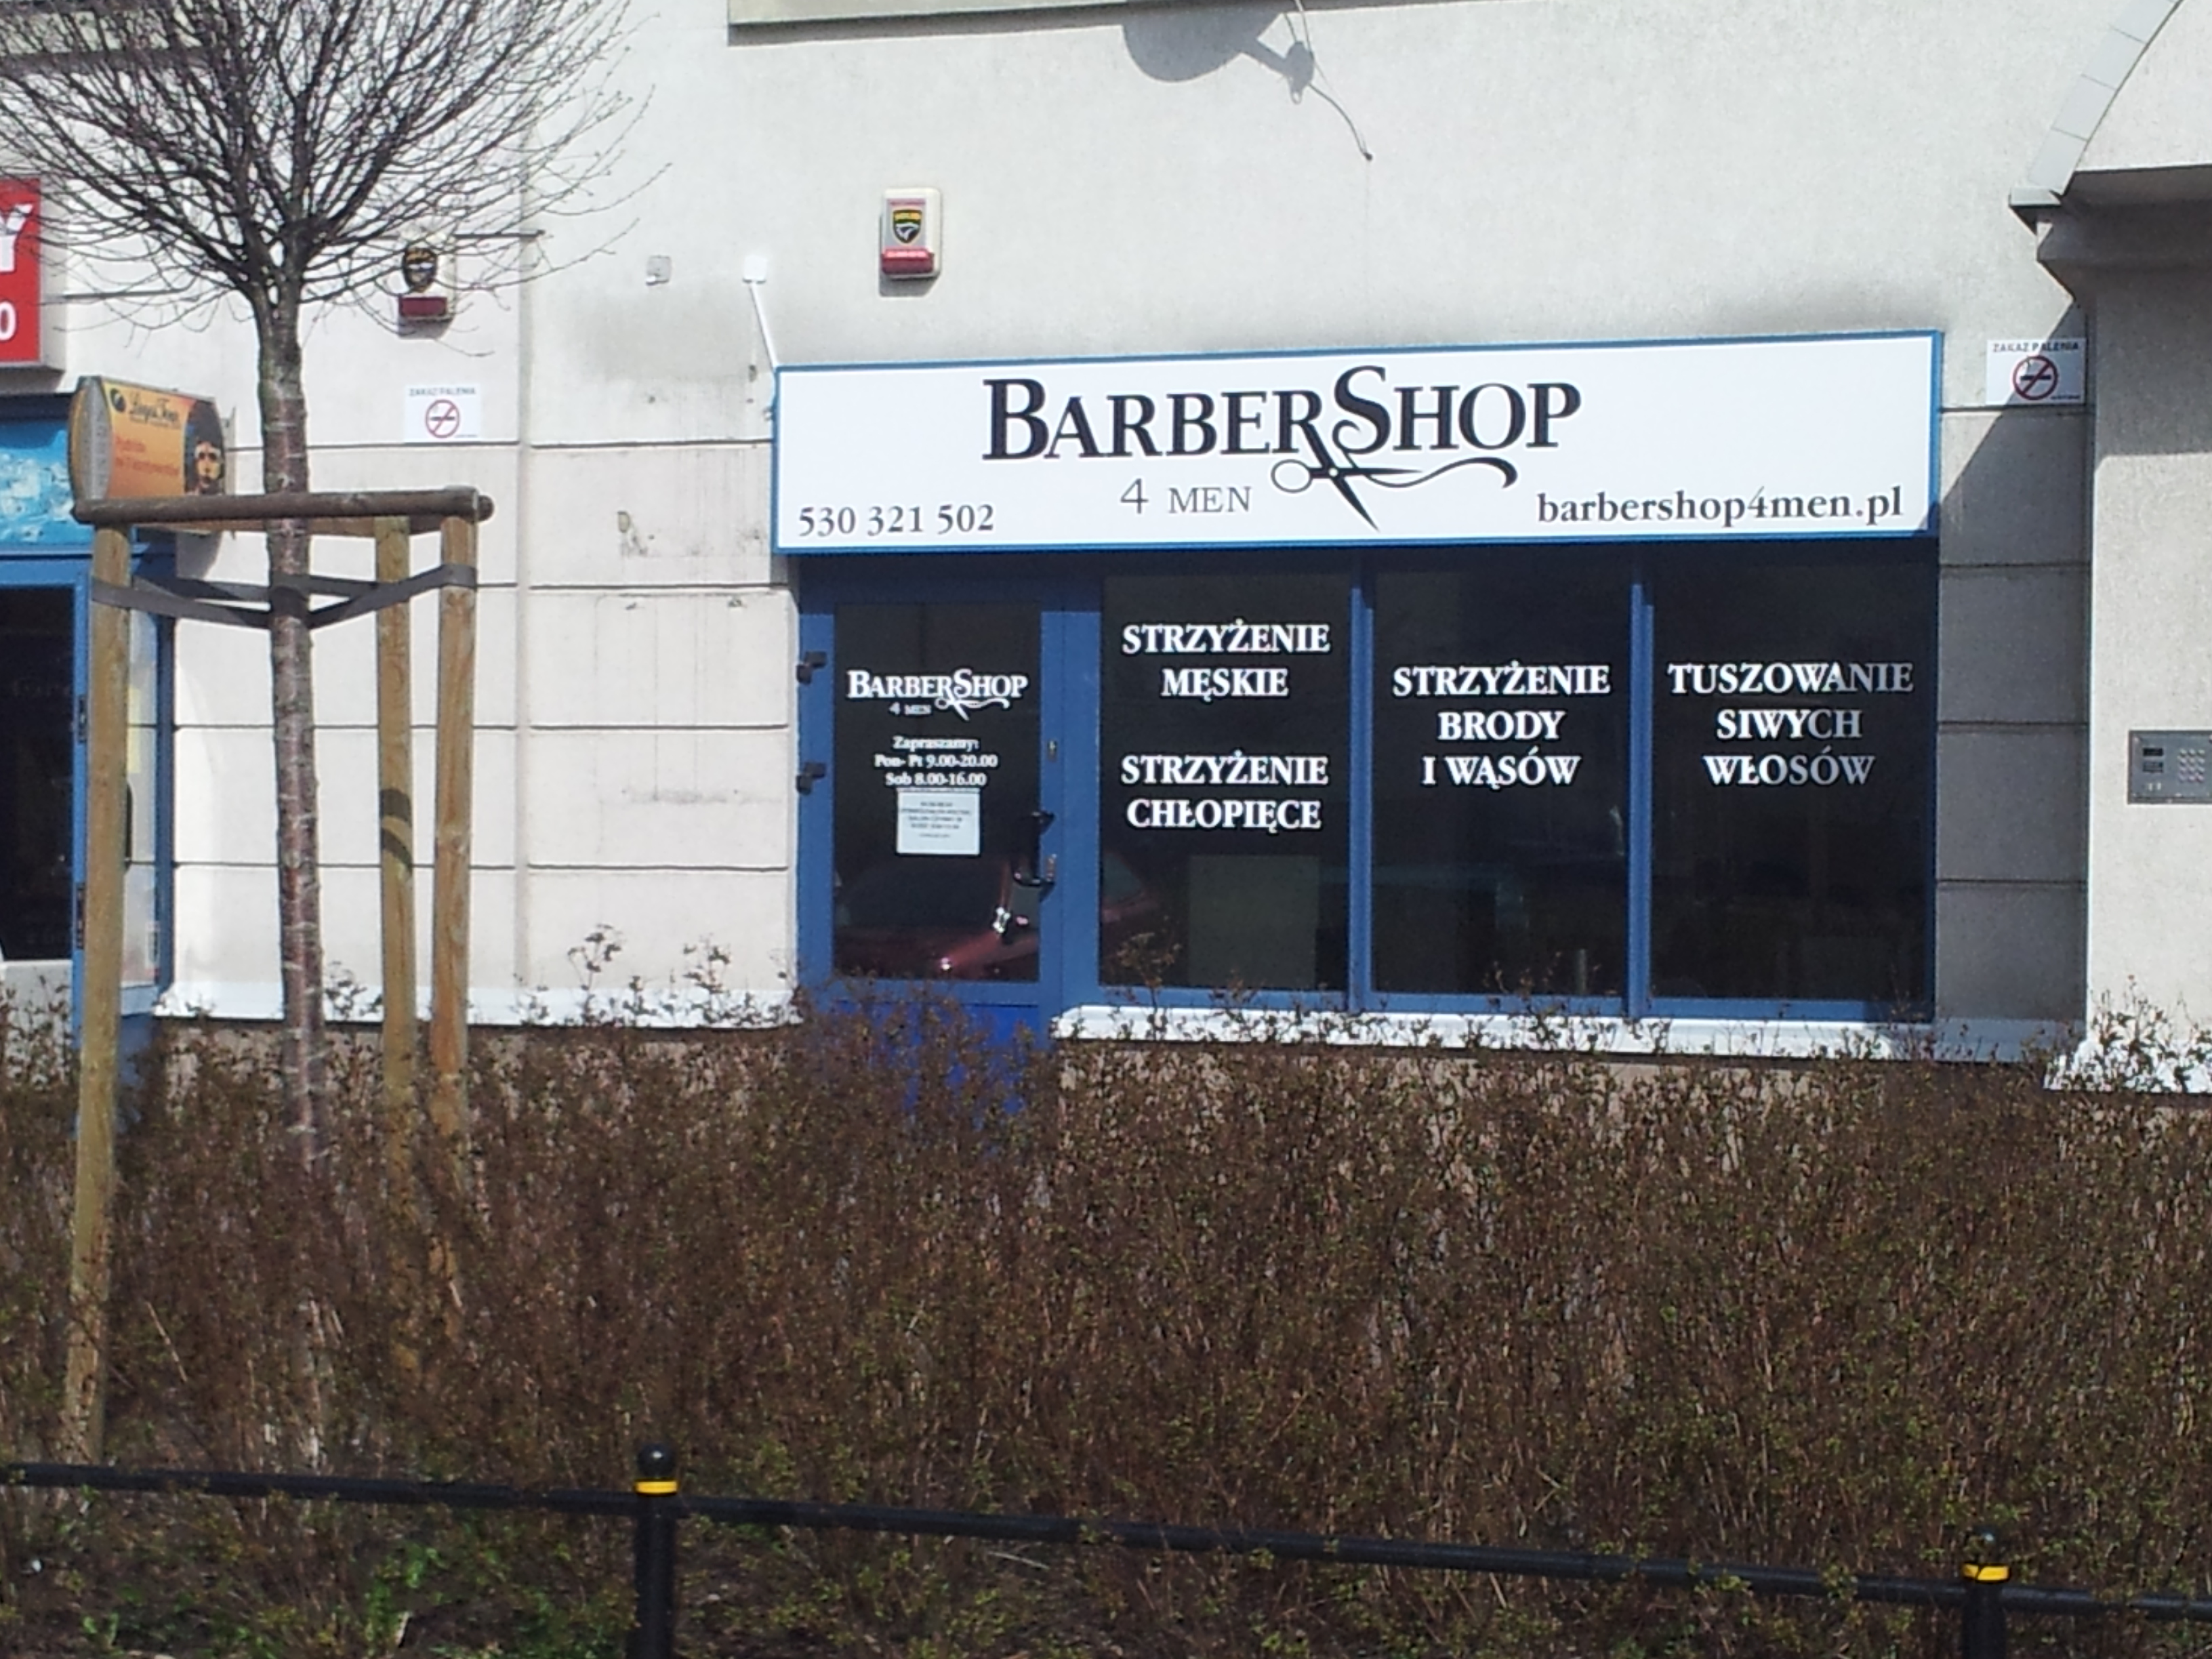 Y
0
ZAKAZ PALENIA
BARBERSHOP
4 MEN
530 321 502
barbershop4men.pl
ZAKAZ PALENIA
BARBERSHOP
4 MEN
Zapraszamy:
Pon- Pt 9.00-20.00
Sob 8.00-16.00
STRZYŻENIE
MĘSKIE
STRZYŻENIE
CHŁOPIĘCE
STRZYŻENIE
BRODY
I WĄSÓW
TUSZOWANIE
SIWYCH
WŁOSÓW